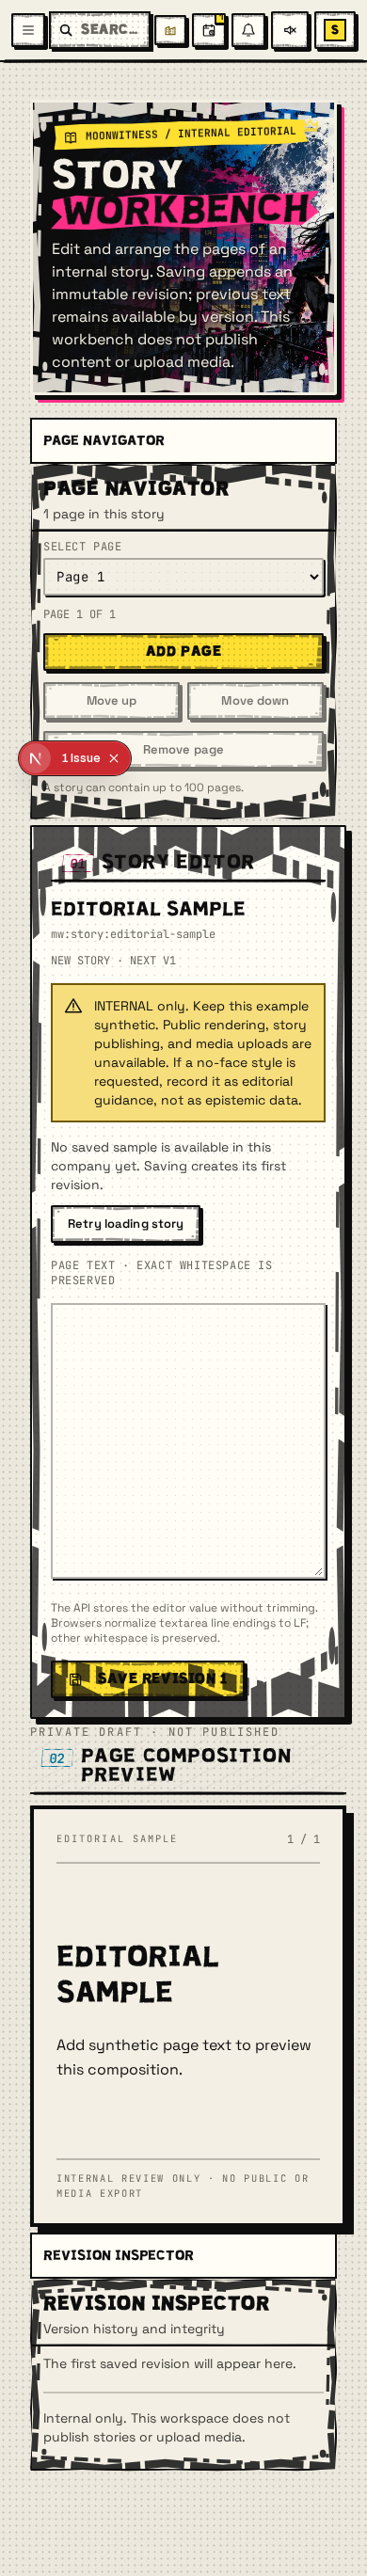 SEARC…
S
MOONWITNESS / INTERNAL EDITORIAL
STORY
WORKBENCH
Edit and arrange the pages of an
internal story. Saving appends an
immutable revision; previous text
remains available by version. This
workbench does not publish
content or upload media.
PAGE NAVIGATOR
PAGE NAVIGATOR
1 page in this story
SELECT PAGE
Page 1
PAGE 1 OF 1
ADD PAGE
Move up
Move down
Remove page
N
1 Issue
A story can contain up to 100 pages.
01
STORY EDITOR
EDITORIAL SAMPLE
mw:story:editorial-sample
NEW STORY · NEXT V1
INTERNAL only. Keep this example
synthetic. Public rendering, story
publishing, and media uploads are
unavailable. If a no-face style is
requested, record it as editorial
guidance, not as epistemic data.
No saved sample is available in this
company yet. Saving creates its first
revision.
Retry loading story
PAGE TEXT · EXACT WHITESPACE IS
PRESERVED
The API stores the editor value without trimming.
Browsers normalize textarea line endings to LF;
other whitespace is preserved.
SAVE REVISION 1
PRIVATE DRAFT · NOT PUBLISHED
02
PAGE COMPOSITION
PREVIEW
EDITORIAL SAMPLE
1 / 1
EDITORIAL
SAMPLE
Add synthetic page text to preview
this composition.
INTERNAL REVIEW ONLY · NO PUBLIC OR
MEDIA EXPORT
REVISION INSPECTOR
REVISION INSPECTOR
Version history and integrity
The first saved revision will appear here.
Internal only. This workspace does not
publish stories or upload media.